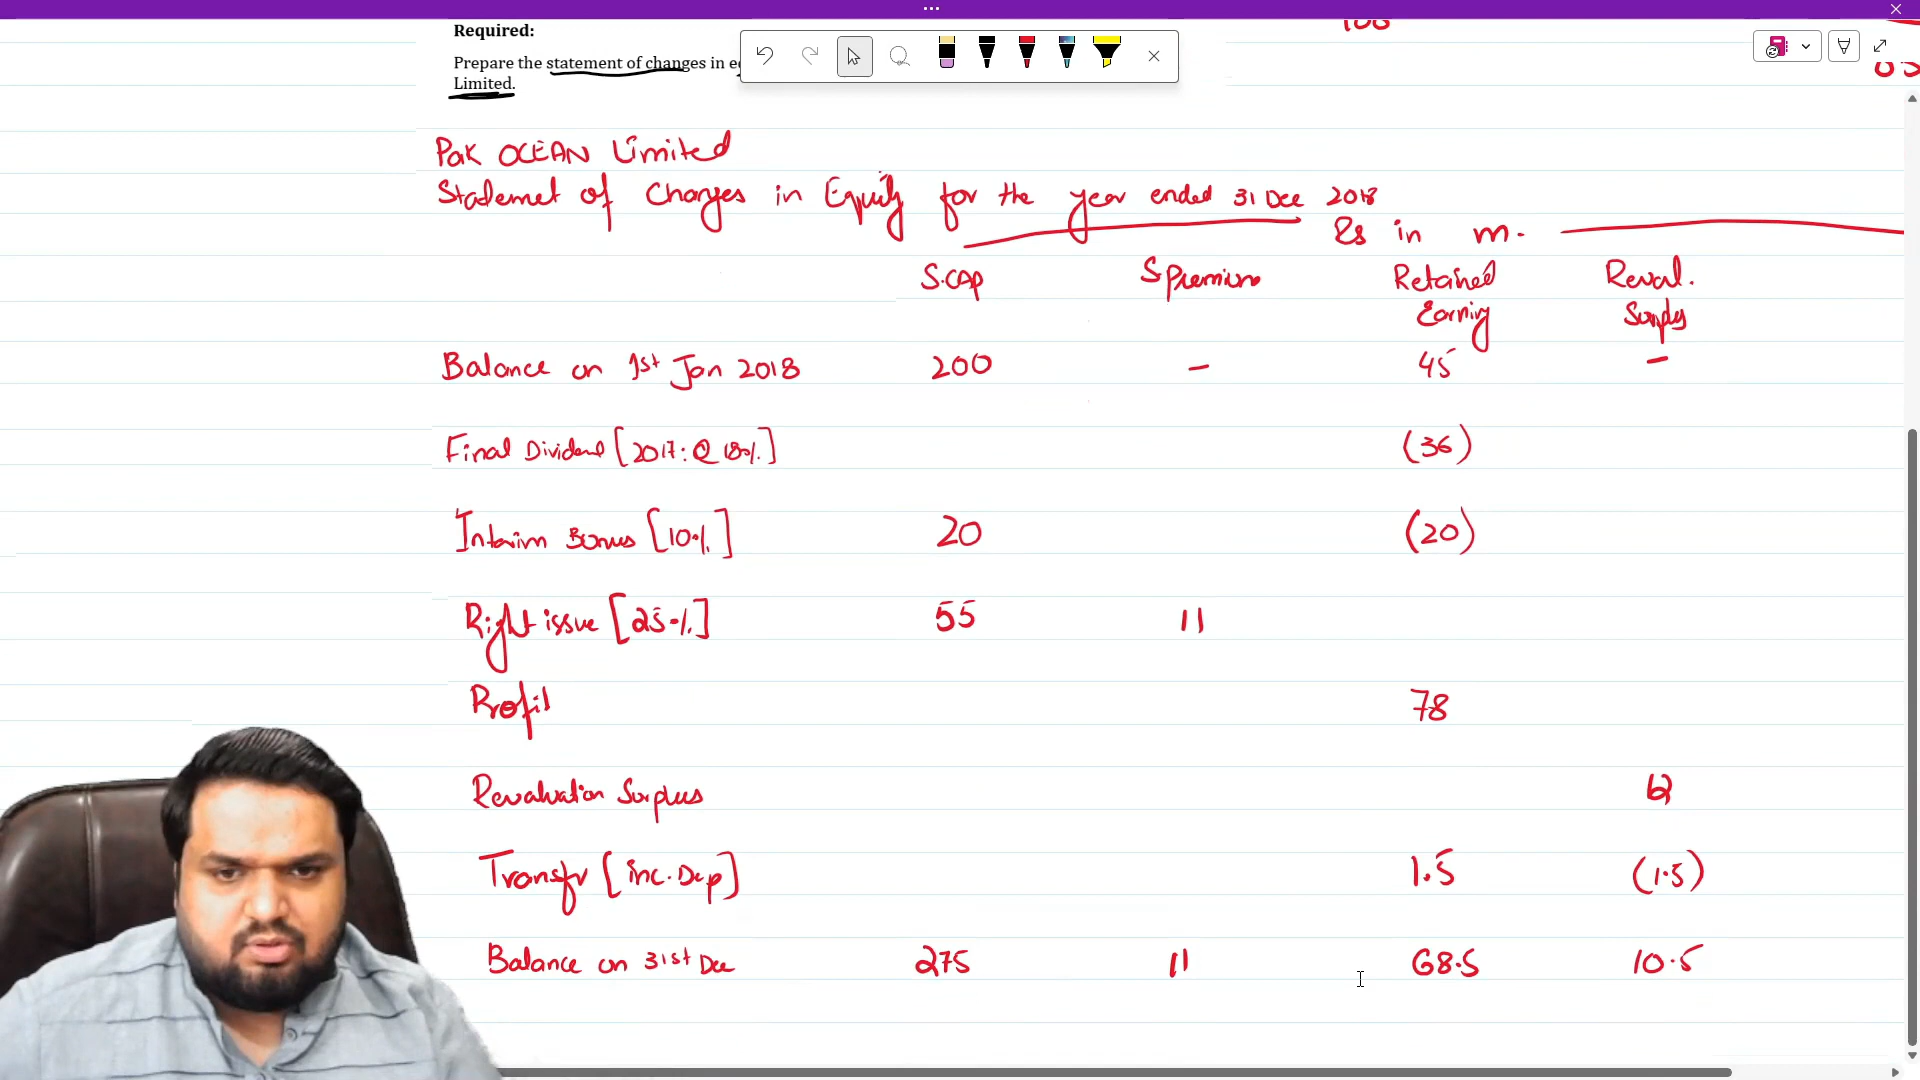 Required:
Prepare the statement of changes in
Limited.
Pak OCEAN Limited
Statemet of Changes in Equity for the year ended 31 Dec 2018
Rs in m.
S.Cap S.Premium Retained Reval.
Earning Surplus
Balance on 1st Jan 2018 200 - 45 -
Final Dividend [2017: @ 18%] (36)
Interim Bonus [10%] 20 (20)
Right issue [25%] 55 11
Profit 78
Revaluation Surplus 12
Transfr [inc. Dep] 1.5 (1.5)
Balance on 31st Dec 275 11 68.5 10.5